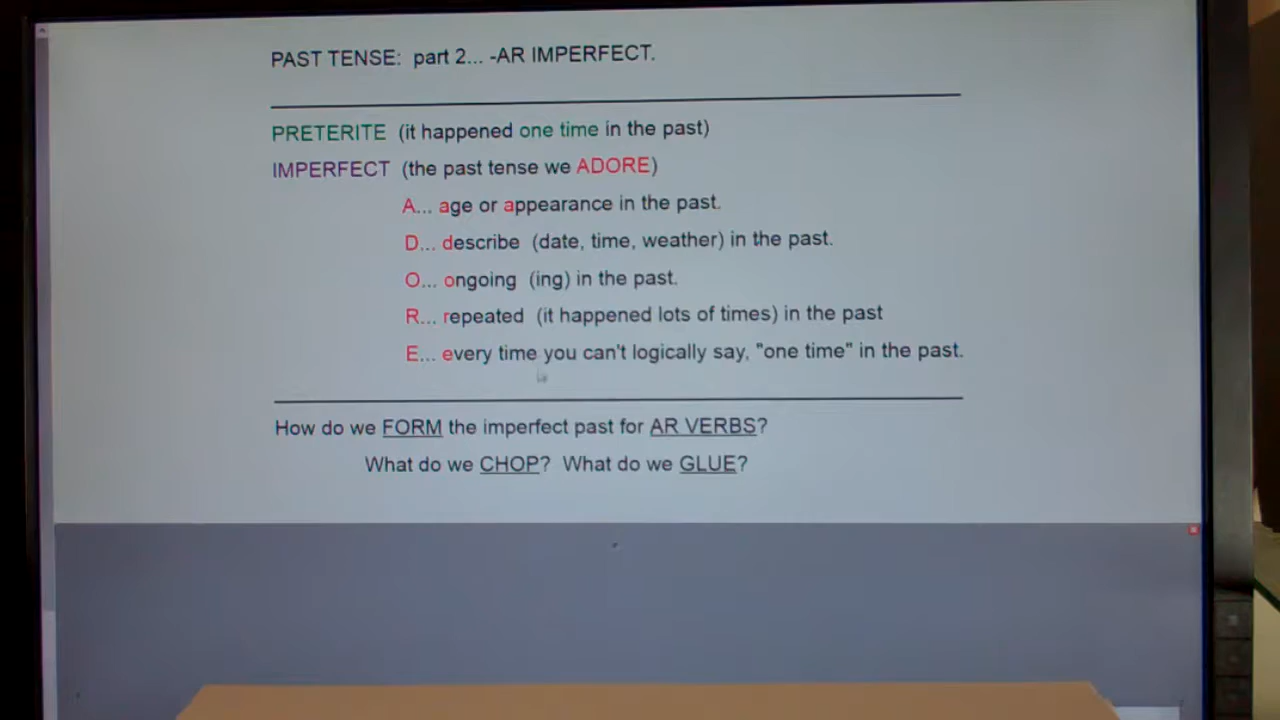 PAST TENSE: part 2... -AR IMPERFECT.
PRETERITE (it happened one time in the past)
IMPERFECT (the past tense we ADORE)
A... age or appearance in the past.
D... describe (date, time, weather) in the past.
O... ongoing (ing) in the past.
R... repeated (it happened lots of times) in the past
E... every time you can't logically say, "one time" in the past.
How do we FORM the imperfect past for AR VERBS?
What do we CHOP? What do we GLUE?